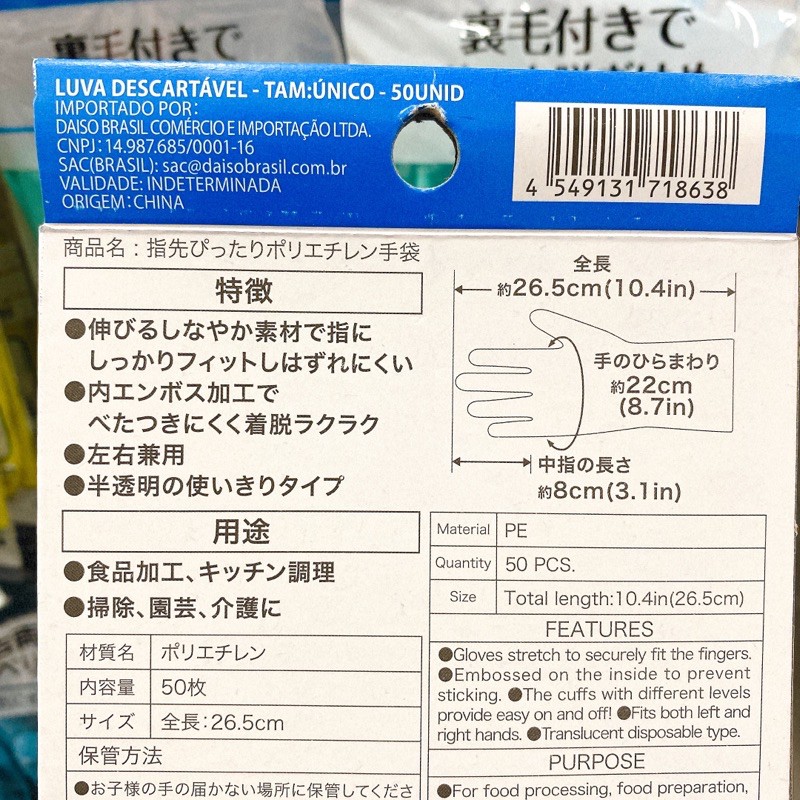 裏毛付きで
裏毛付きで
LUVA DESCARTÁVEL - TAM:ÚNICO - 50UNID
IMPORTADO POR:
DAISO BRASIL COMÉRCIO E IMPORTAÇÃO LTDA.
CNPJ: 14.987.685/0001-16
SAC(BRASIL): sac@daisobrasil.com.br
VALIDADE: INDETERMINADA
ORIGEM: CHINA
4 549131 718638
商品名：指先ぴったりポリエチレン手袋
特徴
●伸びるしなやか素材で指に
しっかりフィットしはずれにくい
●内エンボス加工で
べたつきにくく着脱ラクラク
●左右兼用
●半透明の使いきりタイプ
用途
●食品加工、キッチン調理
●掃除、園芸、介護に
材質名 ポリエチレン
内容量 50枚
サイズ 全長：26.5cm
保管方法
●お子様の手の届かない場所に保管してくださ
全長
約26.5cm(10.4in)
手のひらまわり
約22cm
(8.7in)
中指の長さ
約8cm(3.1in)
Material PE
Quantity 50 PCS.
Size Total length:10.4in(26.5cm)
FEATURES
●Gloves stretch to securely fit the fingers.
●Embossed on the inside to prevent
sticking. ●The cuffs with different levels
provide easy on and off! ●Fits both left and
right hands. ●Translucent disposable type.
PURPOSE
●For food processing, food preparation,